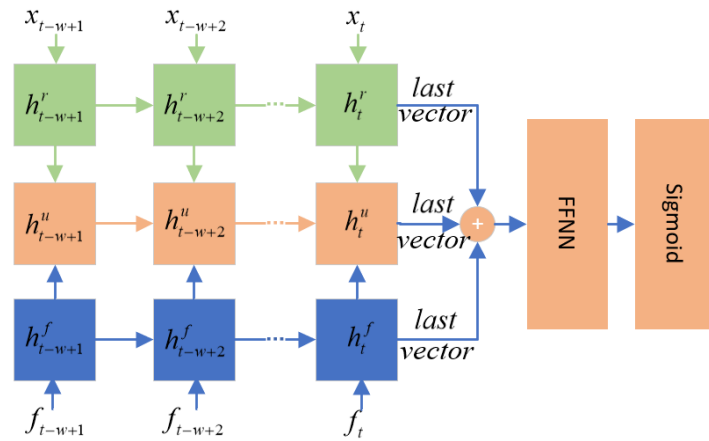 x_{t-w+1} x_{t-w+2} x_t
h^r_{t-w+1} h^r_{t-w+2} ... h^r_t last vector
h^u_{t-w+1} h^u_{t-w+2} ... h^u_t last vector + FFNN Sigmoid
h^f_{t-w+1} h^f_{t-w+2} ... h^f_t last vector
f_{t-w+1} f_{t-w+2} f_t